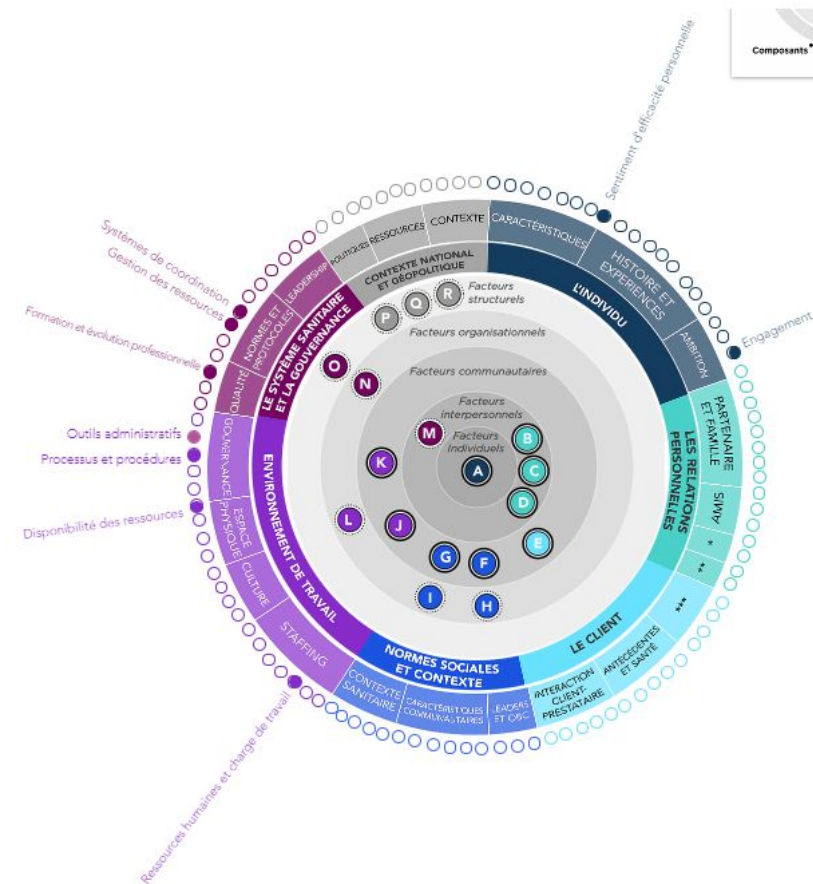 Composants
Sentiment d'efficacité personnelle
Engagement
Systèmes de coordination
Gestion des ressources
Formation et évolution professionnelle
Outils administratifs
Processus et procédures
Disponibilité des ressources
Ressources humaines et charge de travail
POLITIQUES
RESSOURCES
CONTEXTE
CARACTÉRISTIQUES
HISTOIRE ET
EXPERIENCES
AMBITION
PARTENAIRE
ET FAMILLE
AMIS
*
**
***
ANTÉCÉDENTES
ET SANTÉ
INTERACTION
CLIENT-
PRESTATAIRE
LEADERS
ET OBC
CARACTÉRISTIQUES
COMMUNAUTAIRES
CONTEXTE
SANITAIRE
STAFFING
CULTURE
ESPACE
PHYSIQUE
GOUVERNANCE
QUALITÉ
NORMES ET
PROTOCOLES
LEADERSHIP
CONTEXTE NATIONAL
ET GÉOPOLITIQUE
L'INDIVIDU
LES RELATIONS
PERSONNELLES
LE CLIENT
NORMES SOCIALES
ET CONTEXTE
ENVIRONNEMENT DE TRAVAIL
LE SYSTÈME SANITAIRE
ET LA GOUVERNANCE
Facteurs
structurels
Facteurs organisationnels
Facteurs communautaires
Facteurs
interpersonnels
Facteurs
Individuels
R
Q
P
O
N
M
B
K
A
C
D
L
J
E
G
F
I
H